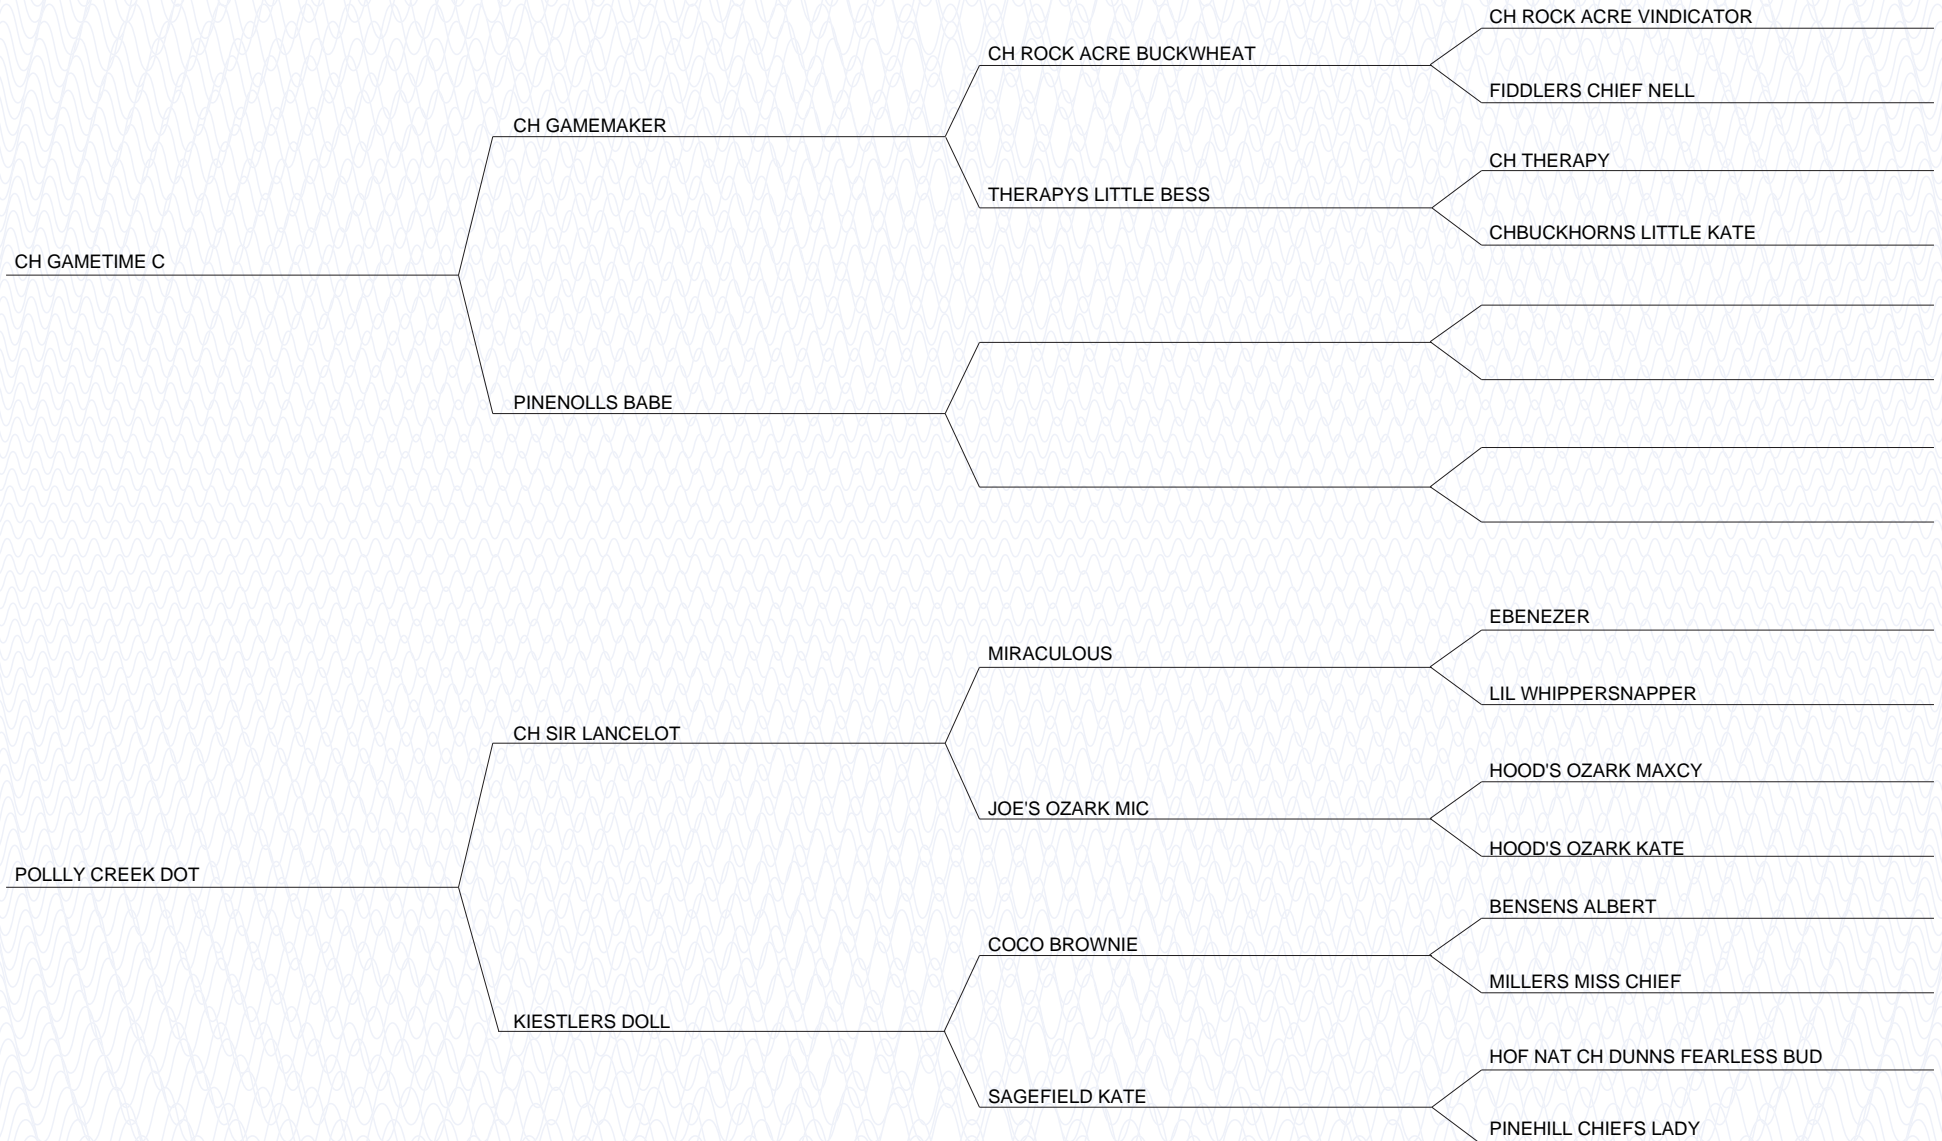 CH ROCK ACRE VINDICATOR
CH ROCK ACRE BUCKWHEAT
FIDDLERS CHIEF NELL
CH GAMEMAKER
CH THERAPY
THERAPYS LITTLE BESS
CHBUCKHORNS LITTLE KATE
CH GAMETIME C
PINENOLLS BABE
EBENEZER
MIRACULOUS
LIL WHIPPERSNAPPER
CH SIR LANCELOT
HOOD'S OZARK MAXCY
JOE'S OZARK MIC
HOOD'S OZARK KATE
POLLLY CREEK DOT
BENSENS ALBERT
COCO BROWNIE
MILLERS MISS CHIEF
KIESTLERS DOLL
HOF NAT CH DUNNS FEARLESS BUD
SAGEFIELD KATE
PINEHILL CHIEFS LADY